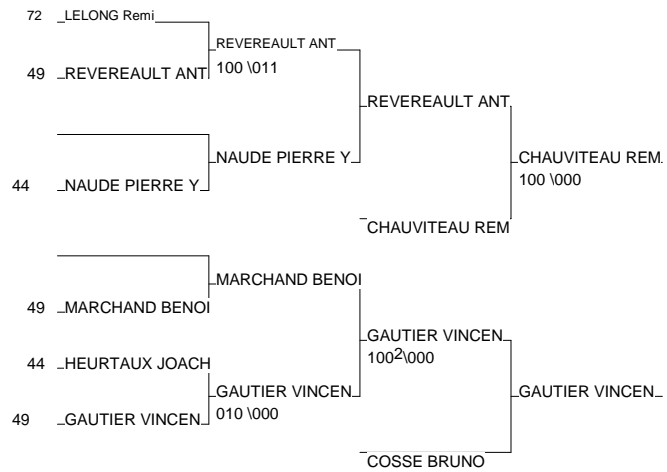 72 LELONG Remi
REVEREAULT ANT
100 \011
49 REVEREAULT ANT
REVEREAULT ANT
NAUDE PIERRE Y
CHAUVITEAU REM
100 \000
44 NAUDE PIERRE Y
CHAUVITEAU REM
MARCHAND BENOI
49 MARCHAND BENOI
GAUTIER VINCEN
100²\000
44 HEURTAUX JOACH
GAUTIER VINCEN
010 \000
GAUTIER VINCEN
49 GAUTIER VINCEN
COSSE BRUNO